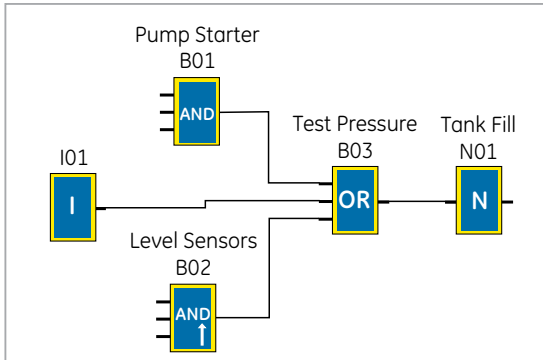 Pump Starter
B01
AND
Test Pressure
B03
OR
Tank Fill
N01
N
I01
I
Level Sensors
B02
AND